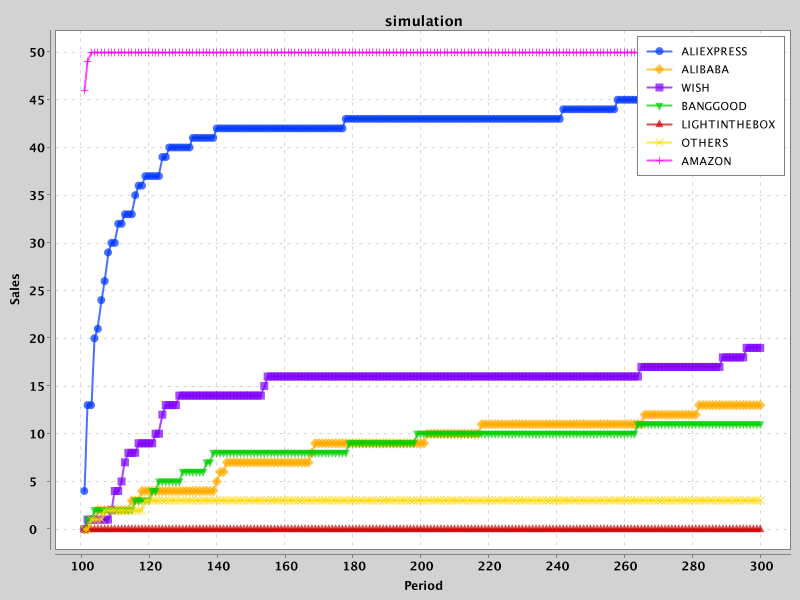 simulation
50
45
40
35
30
25
20
15
10
5
0
Sales
100 120 140 160 180 200 220 240 260 280 300
Period
ALIEXPRESS
ALIBABA
WISH
BANGGOOD
LIGHTINTHEBOX
OTHERS
AMAZON